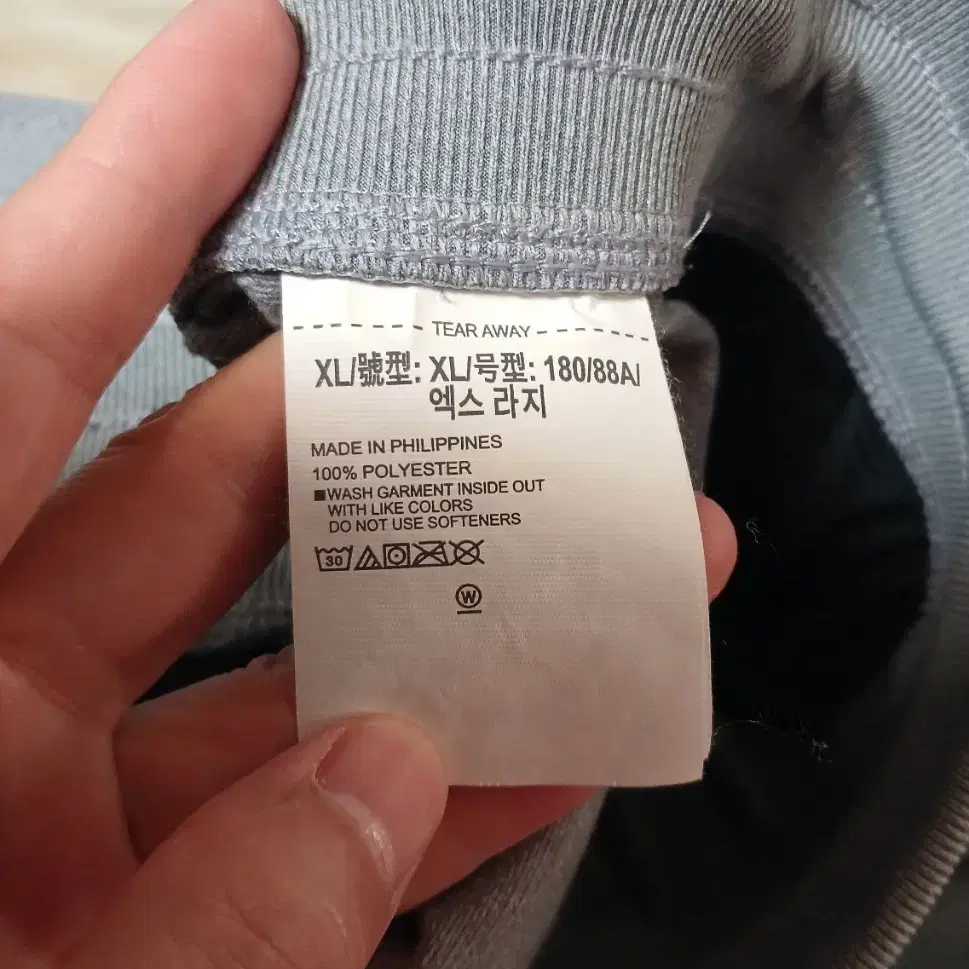 TEAR AWAY
XL/號型: XL/号型: 180/88A/
엑스 라지
MADE IN PHILIPPINES
100% POLYESTER
■WASH GARMENT INSIDE OUT
WITH LIKE COLORS
DO NOT USE SOFTENERS
30
W